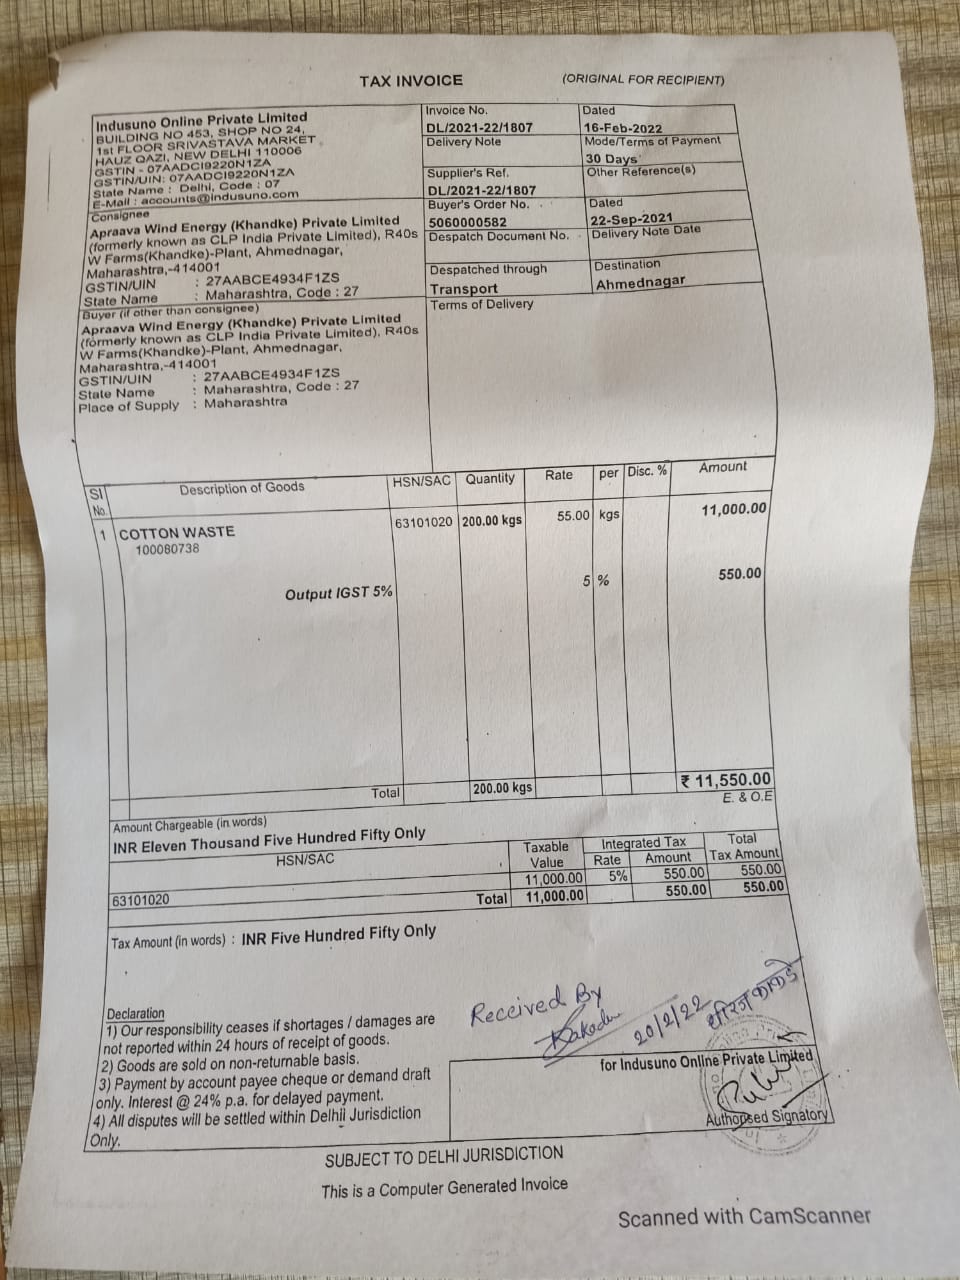 TAX INVOICE
(ORIGINAL FOR RECIPIENT)
Indusuno Online Private Limited
BUILDING NO 453, SHOP NO 24,
1st FLOOR SRIVASTAVA MARKET
HAUZ QAZI, NEW DELHI 110006
GSTIN - 07AADCI9220N1ZA
GSTIN/UIN: 07AADCI9220N1ZA
State Name : Delhi, Code : 07
E-Mail : accounts@indusuno.com
Invoice No.
DL/2021-22/1807
Dated
16-Feb-2022
Delivery Note
Mode/Terms of Payment
30 Days
Supplier's Ref.
DL/2021-22/1807
Other Reference(s)
Consignee
Apraava Wind Energy (Khandke) Private Limited
(formerly known as CLP India Private Limited), R40s
W Farms(Khandke)-Plant, Ahmednagar,
Maharashtra,-414001
GSTIN/UIN : 27AABCE4934F1ZS
State Name : Maharashtra, Code : 27
Buyer's Order No.
5060000582
Dated
22-Sep-2021
Despatch Document No.
Delivery Note Date
Despatched through
Transport
Destination
Ahmednagar
Buyer (if other than consignee)
Apraava Wind Energy (Khandke) Private Limited
(formerly known as CLP India Private Limited), R40s
W Farms(Khandke)-Plant, Ahmednagar,
Maharashtra,-414001
GSTIN/UIN : 27AABCE4934F1ZS
State Name : Maharashtra, Code : 27
Place of Supply : Maharashtra
Terms of Delivery
Sl No. Description of Goods HSN/SAC Quantity Rate per Disc. % Amount
1 COTTON WASTE 63101020 200.00 kgs 55.00 kgs 11,000.00
100080738
Output IGST 5% 5 % 550.00
Total 200.00 kgs ₹ 11,550.00
E. & O.E
Amount Chargeable (in words)
INR Eleven Thousand Five Hundred Fifty Only
HSN/SAC Taxable Value Integrated Tax Total Tax Amount
Rate Amount
11,000.00 5% 550.00 550.00
63101020 Total 11,000.00 550.00 550.00
Tax Amount (in words) : INR Five Hundred Fifty Only
Received By
20/2/22
Declaration
1) Our responsibility ceases if shortages / damages are
not reported within 24 hours of receipt of goods.
2) Goods are sold on non-returnable basis.
3) Payment by account payee cheque or demand draft
only. Interest @ 24% p.a. for delayed payment.
4) All disputes will be settled within Delhii Jurisdiction
Only.
for Indusuno Online Private Limited
Authorised Signatory
SUBJECT TO DELHI JURISDICTION
This is a Computer Generated Invoice
Scanned with CamScanner